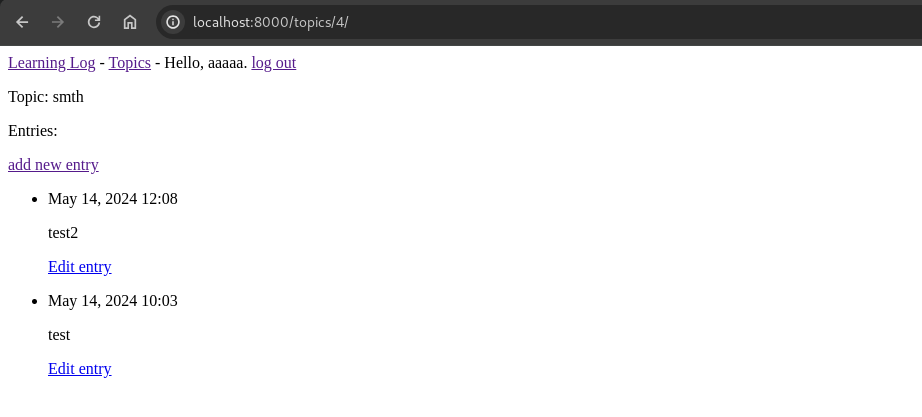 localhost:8000/topics/4/
Learning Log - Topics - Hello, aaaaa. log out
Topic: smth
Entries:
add new entry
May 14, 2024 12:08
test2
Edit entry
May 14, 2024 10:03
test
Edit entry